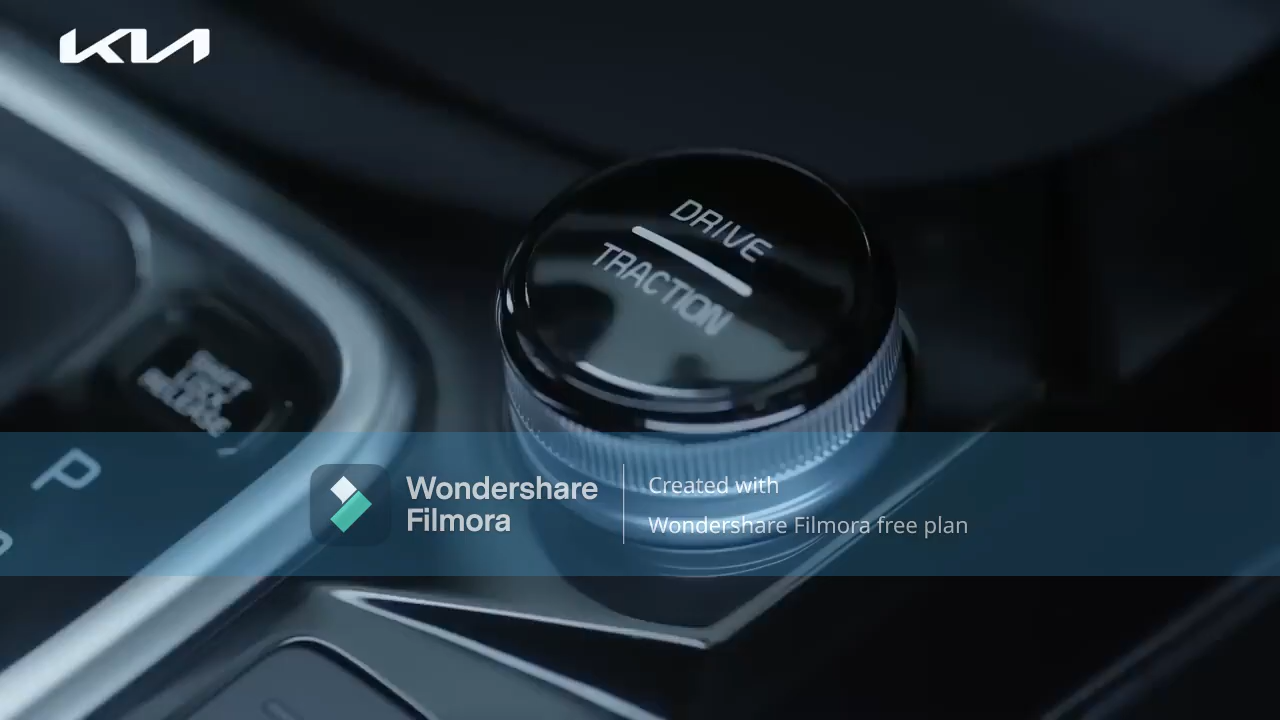 KIA
DRIVE
TRACTION
P
Wondershare
Filmora
Created with
Wondershare Filmora free plan